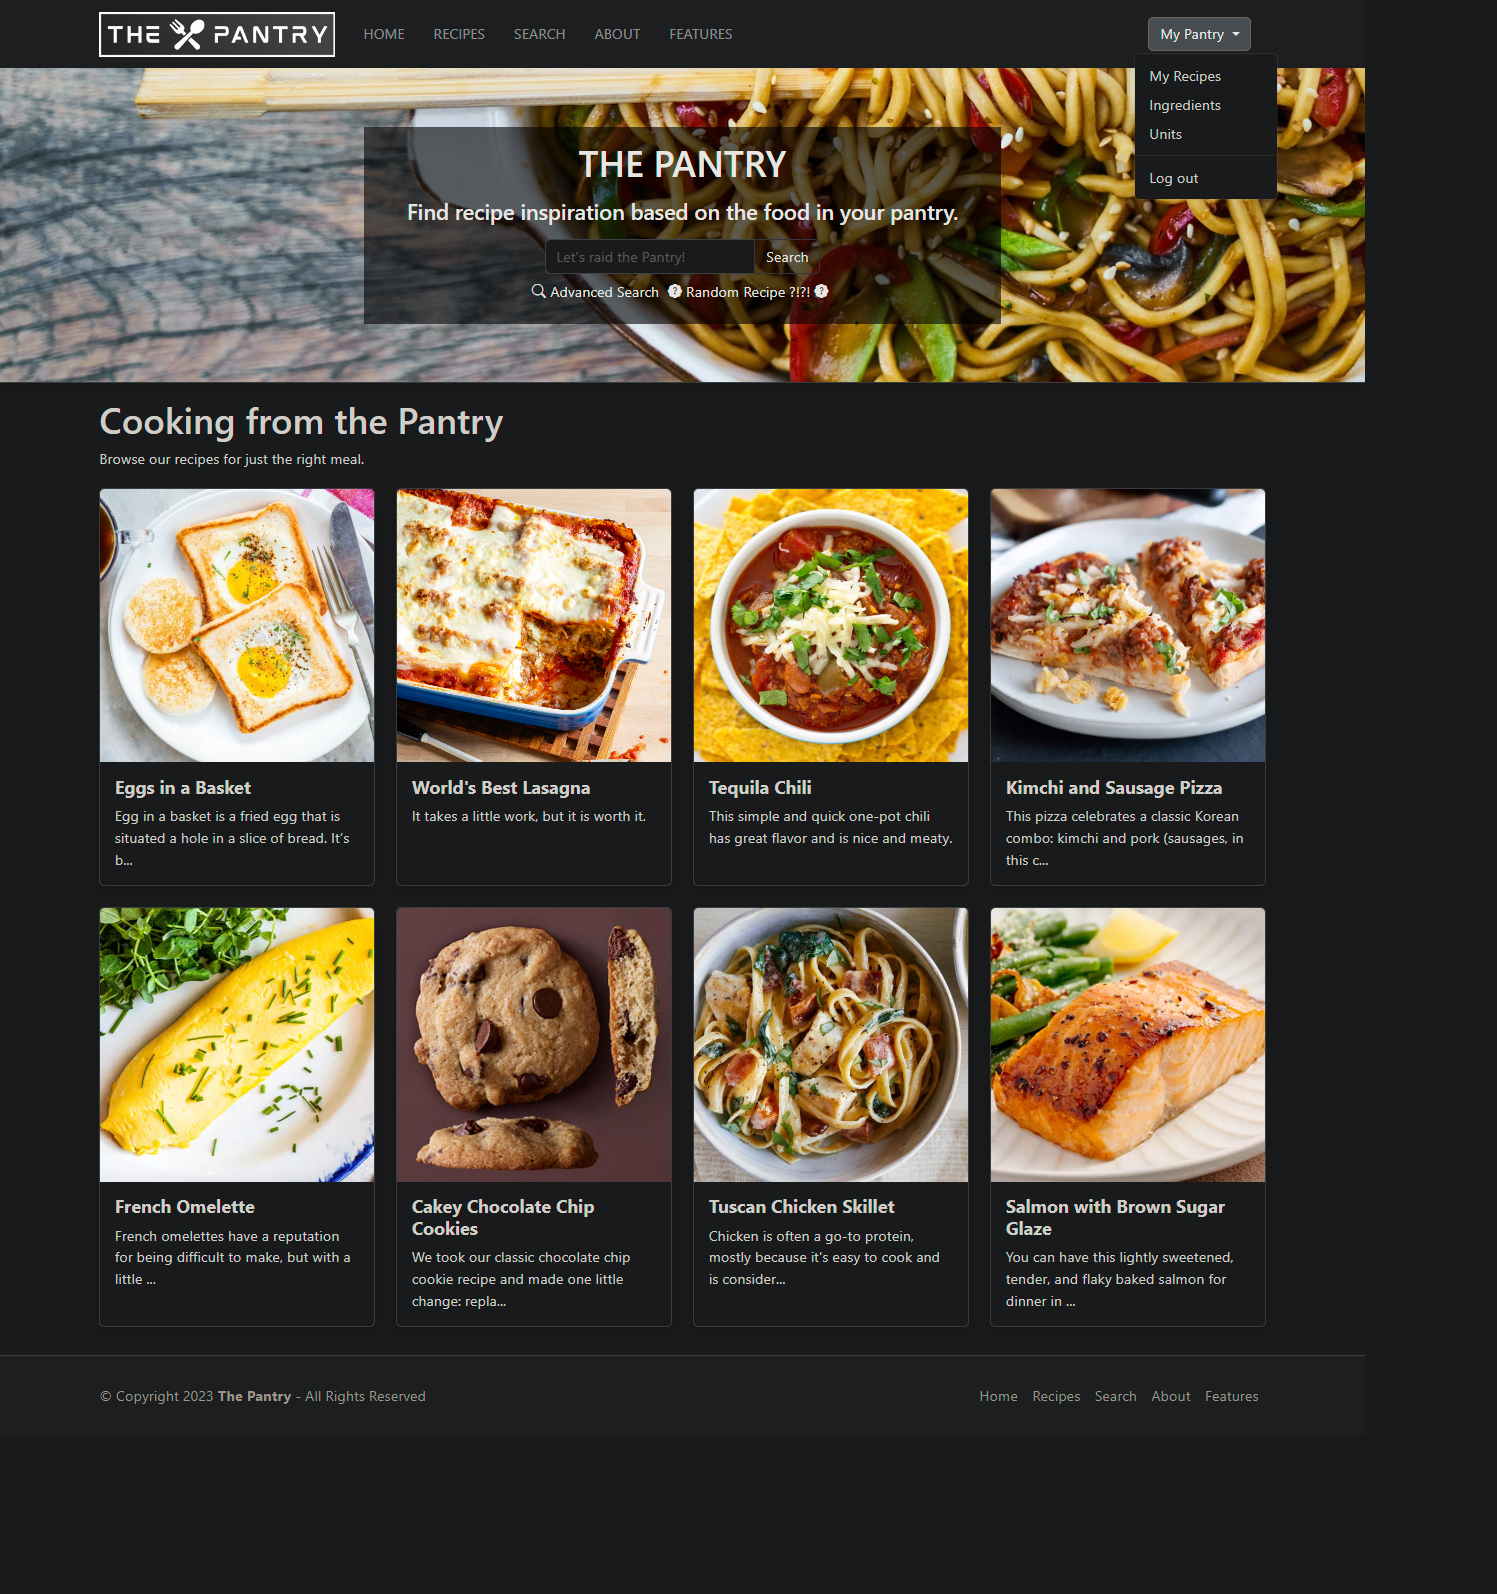 THE PANTRY
HOME
RECIPES
SEARCH
ABOUT
FEATURES
My Pantry
My Recipes
Ingredients
Units
Log out
THE PANTRY
Find recipe inspiration based on the food in your pantry.
Let's raid the Pantry!
Search
Advanced Search
Random Recipe ?!?!
Cooking from the Pantry
Browse our recipes for just the right meal.
Eggs in a Basket
Egg in a basket is a fried egg that is
situated a hole in a slice of bread. It’s
b...
World's Best Lasagna
It takes a little work, but it is worth it.
Tequila Chili
This simple and quick one-pot chili
has great flavor and is nice and meaty.
Kimchi and Sausage Pizza
This pizza celebrates a classic Korean
combo: kimchi and pork (sausages, in
this c...
French Omelette
French omelettes have a reputation
for being difficult to make, but with a
little ...
Cakey Chocolate Chip
Cookies
We took our classic chocolate chip
cookie recipe and made one little
change: repla...
Tuscan Chicken Skillet
Chicken is often a go-to protein,
mostly because it's easy to cook and
is consider...
Salmon with Brown Sugar
Glaze
You can have this lightly sweetened,
tender, and flaky baked salmon for
dinner in ...
© Copyright 2023 The Pantry - All Rights Reserved
Home
Recipes
Search
About
Features